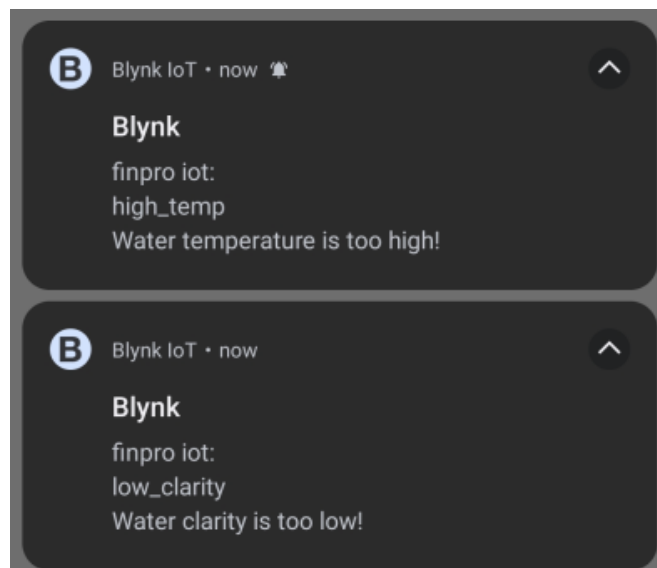 B Blynk IoT • now
Blynk
finpro iot:
high_temp
Water temperature is too high!
B Blynk IoT • now
Blynk
finpro iot:
low_clarity
Water clarity is too low!